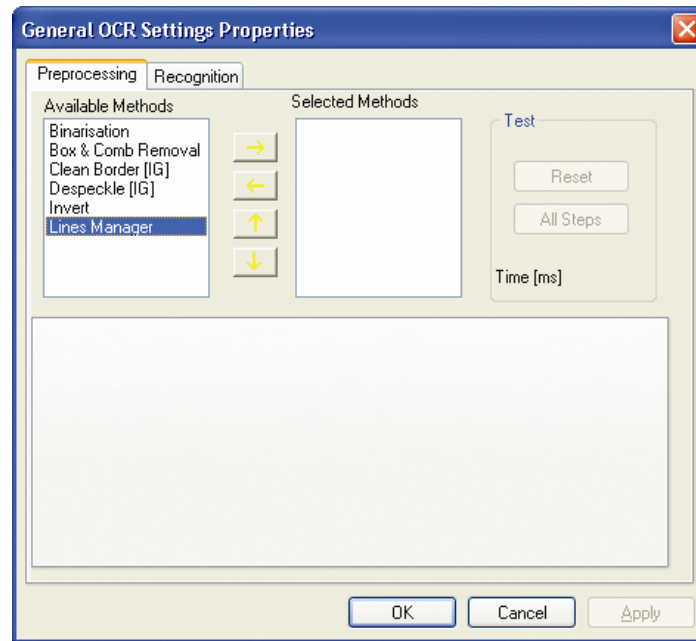 General OCR Settings Properties
Preprocessing
Recognition
Available Methods
Selected Methods
Binarisation
Box & Comb Removal
Clean Border [IG]
Despeckle [IG]
Invert
Lines Manager
Test
Reset
All Steps
Time [ms]
OK
Cancel
Apply